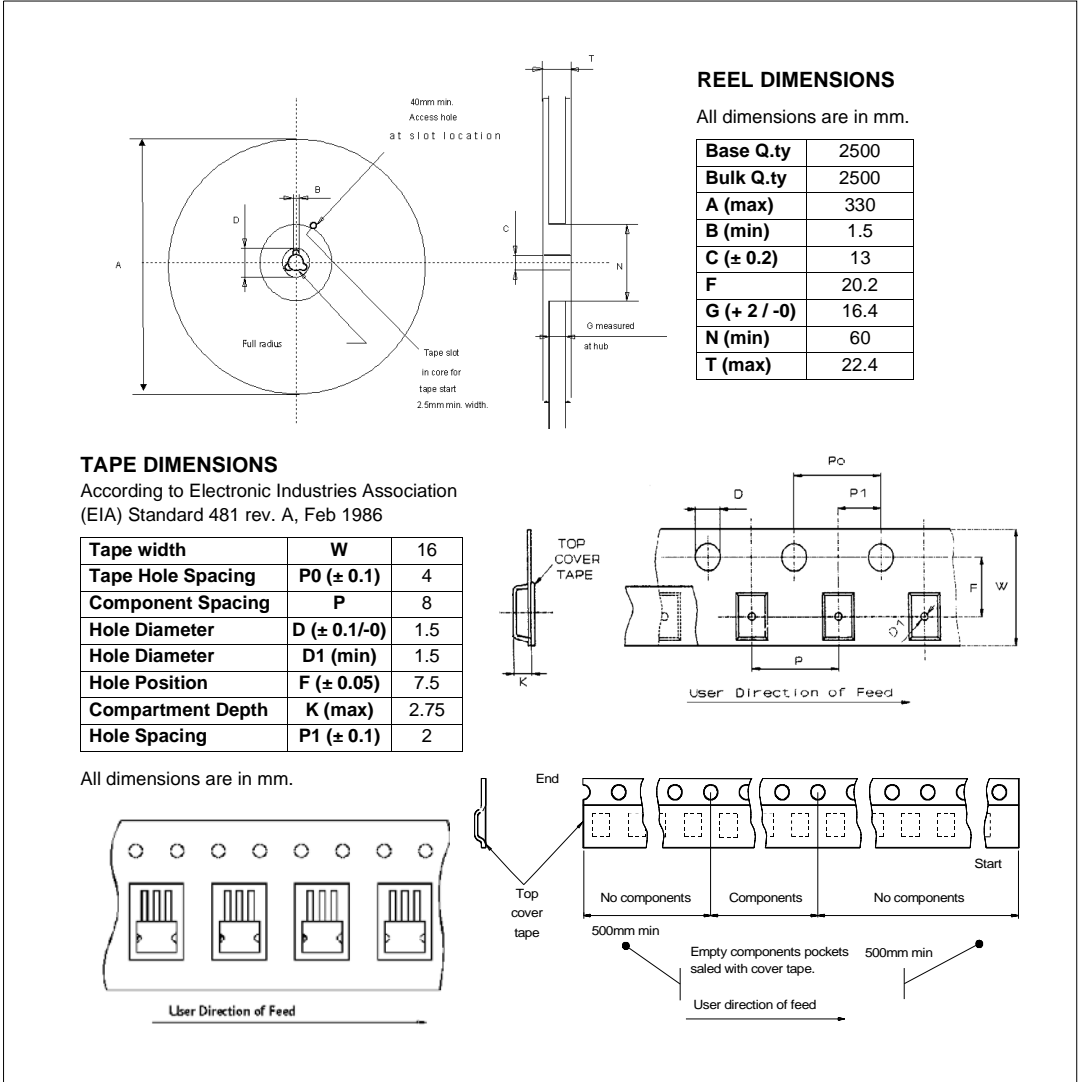 T
40mm min.
Access hole
at slot location
B
D
C
A
N
G measured
at hub
Full radius
Tape slot
in core for
tape start
2.5mm min. width.
REEL DIMENSIONS
All dimensions are in mm.
Base Q.ty 2500
Bulk Q.ty 2500
A (max) 330
B (min) 1.5
C (± 0.2) 13
F 20.2
G (+ 2 / -0) 16.4
N (min) 60
T (max) 22.4
TAPE DIMENSIONS
According to Electronic Industries Association
(EIA) Standard 481 rev. A, Feb 1986
Tape width W 16
Tape Hole Spacing P0 (± 0.1) 4
Component Spacing P 8
Hole Diameter D (± 0.1/-0) 1.5
Hole Diameter D1 (min) 1.5
Hole Position F (± 0.05) 7.5
Compartment Depth K (max) 2.75
Hole Spacing P1 (± 0.1) 2
All dimensions are in mm.
Po
D
P1
TOP
COVER
TAPE
F
W
D1
P
K
User Direction of Feed
User Direction of Feed
End
Start
Top
cover
tape
No components
Components
No components
500mm min
500mm min
Empty components pockets
saled with cover tape.
User direction of feed